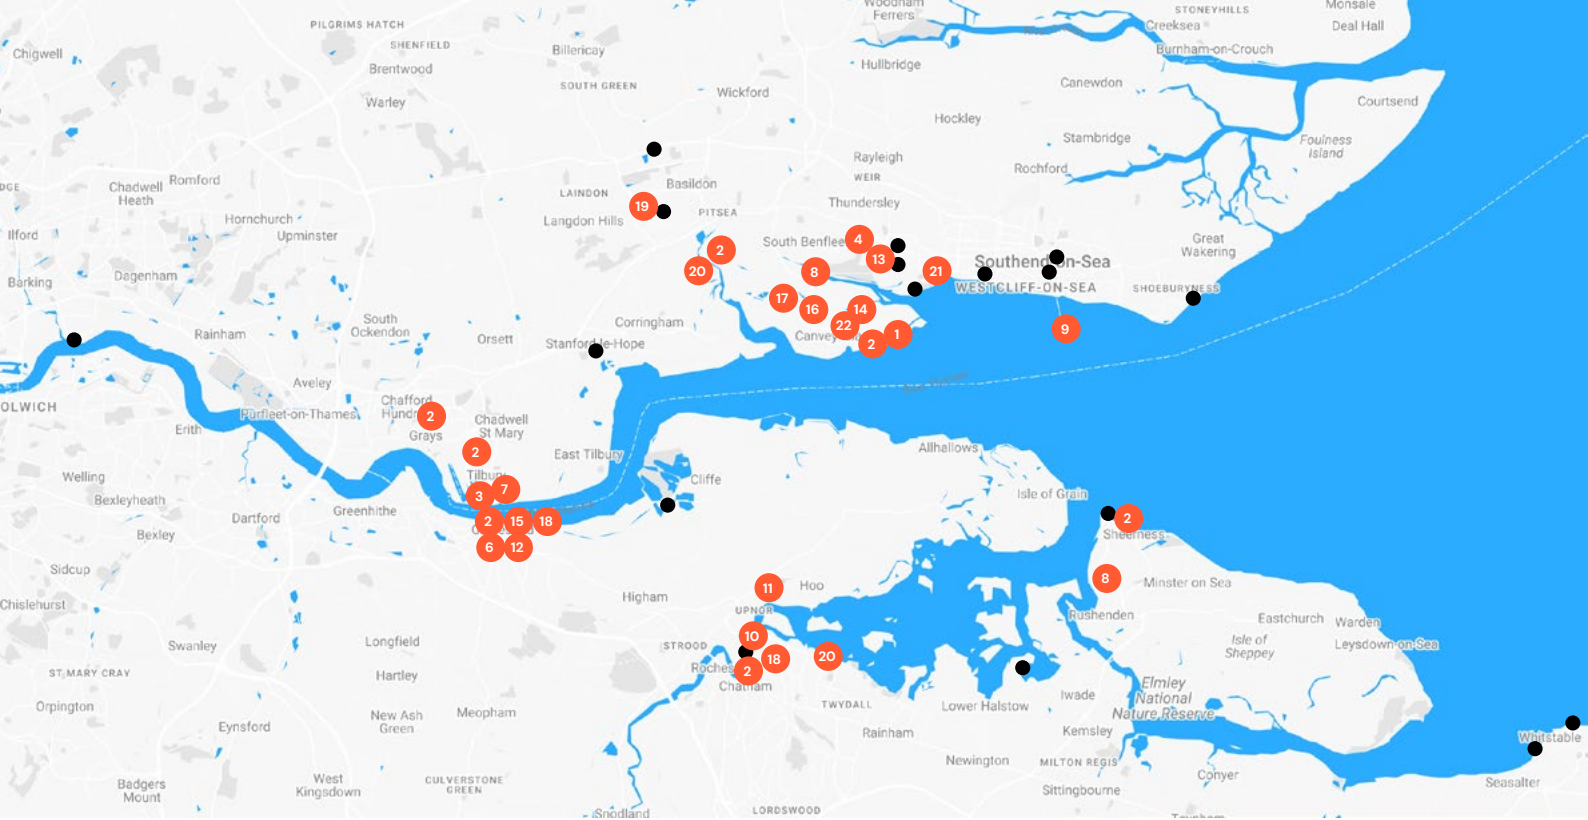 Woodham
Ferrers
STONEYHILLS
Monsale
Deal Hall
PILGRIMS HATCH
Creeksea
SHENFIELD
Burnham-on-Crouch
Chigwell
Billericay
Brentwood
Hullbridge
SOUTH GREEN
Wickford
Canewdon
Warley
Courtsend
Hockley
Stambridge
Foulness
Island
Rayleigh
WEIR
Rochford
Romford
Chadwell
Heath
LAINDON
Basildon
Thundersley
19
PITSEA
Langdon Hills
Hornchurch
Upminster
Ilford
South Benflee
4
2
Great
Wakering
13
Southend-on-Sea
20
8
21
Dagenham
Barking
WESTCLIFF-ON-SEA
SHOEBURYNESS
17
16
14
South
Ockendon
Corringham
22
9
Rainham
Orsett
Stanford-le-Hope
Canvey
2
1
Aveley
OLWICH
Chafford
Hundr
2
Purfleet-on-Thames
Chadwell
St Mary
Erith
Grays
2
East Tilbury
Allhallows
Welling
Tilbury
Cliffe
3
7
Isle of Grain
Bexleyheath
Greenhithe
Dartford
2
15
18
2
Bexley
6
12
Sheerness
Sidcup
8
Minster on Sea
Chislehurst
Higham
11
Hoo
UPNOR
Rushenden
Eastchurch
Warden
10
Swanley
Longfield
STROOD
Isle of
Sheppey
Leysdown-on-Sea
18
20
ST MARY CRAY
Hartley
Roches
2
Chatham
Elmley
National
Nature Reserve
Iwade
Orpington
New Ash
Green
Meopham
TWYDALL
Lower Halstow
Eynsford
Rainham
Kemsley
Whitstable
Newington
MILTON REGIS
Badgers
Mount
West
Kingsdown
CULVERSTONE
GREEN
Conyer
Seasalter
Sittingbourne
Snodland
LORDSWOOD